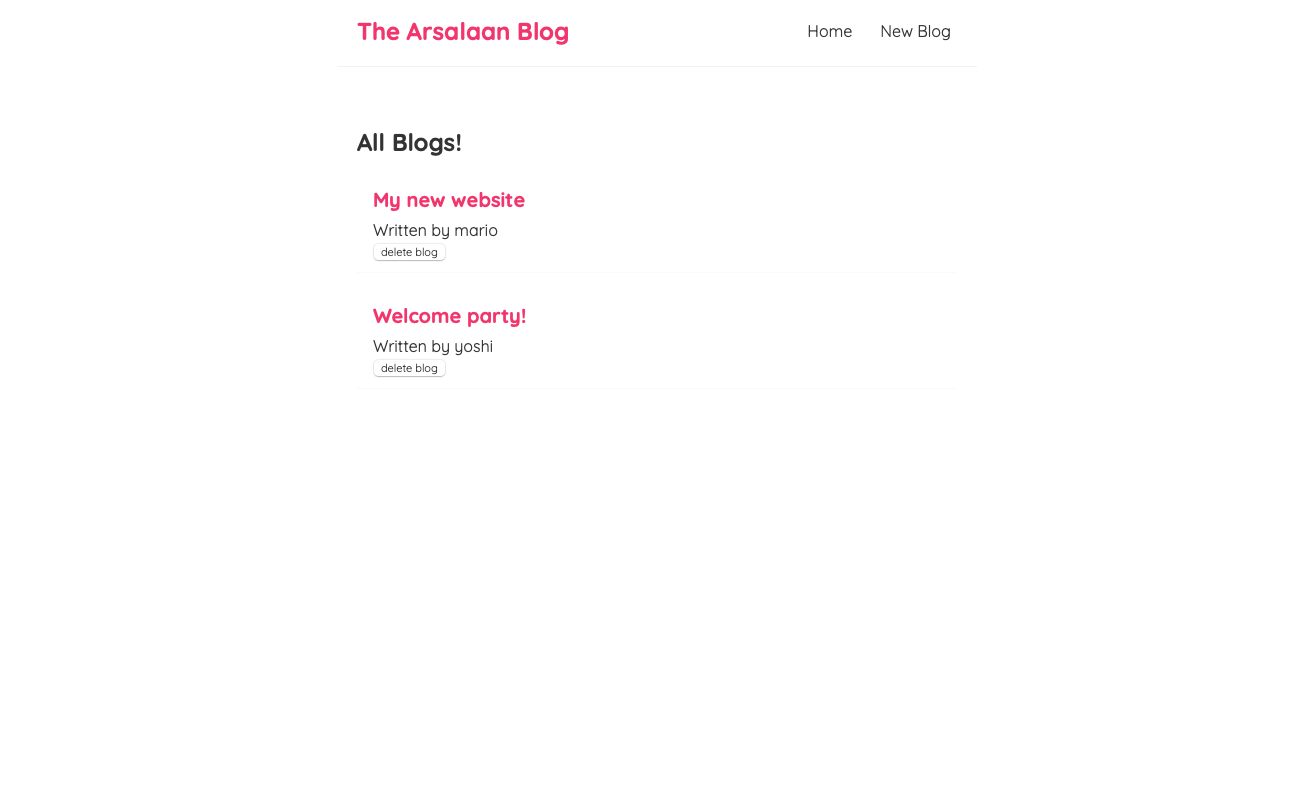 The Arsalaan Blog
Home
New Blog
All Blogs!
My new website
Written by mario
delete blog
Welcome party!
Written by yoshi
delete blog